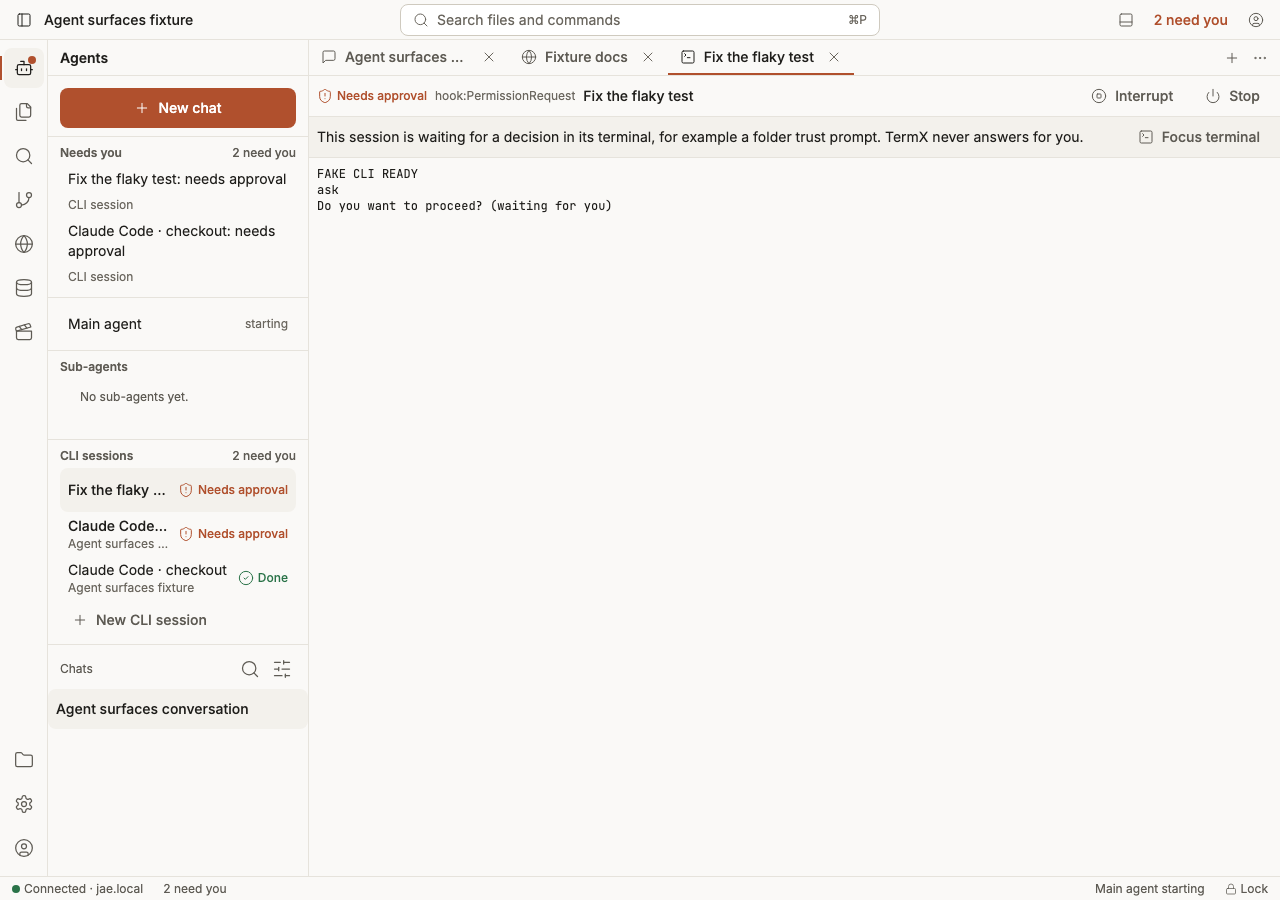 Agent surfaces fixture
Search files and commands
⌘P
2 need you
Agents
New chat
Needs you
2 need you
Fix the flaky test: needs approval
CLI session
Claude Code · checkout: needs
approval
CLI session
Main agent
starting
Sub-agents
No sub-agents yet.
CLI sessions
2 need you
Fix the flaky ...
Needs approval
Claude Code...
Agent surfaces ...
Needs approval
Claude Code · checkout
Agent surfaces fixture
Done
New CLI session
Chats
Agent surfaces conversation
Agent surfaces ...
Fixture docs
Fix the flaky test
Needs approval
hook:PermissionRequest
Fix the flaky test
Interrupt
Stop
This session is waiting for a decision in its terminal, for example a folder trust prompt. TermX never answers for you.
Focus terminal
FAKE CLI READY
ask
Do you want to proceed? (waiting for you)
Connected · jae.local
2 need you
Main agent starting
Lock